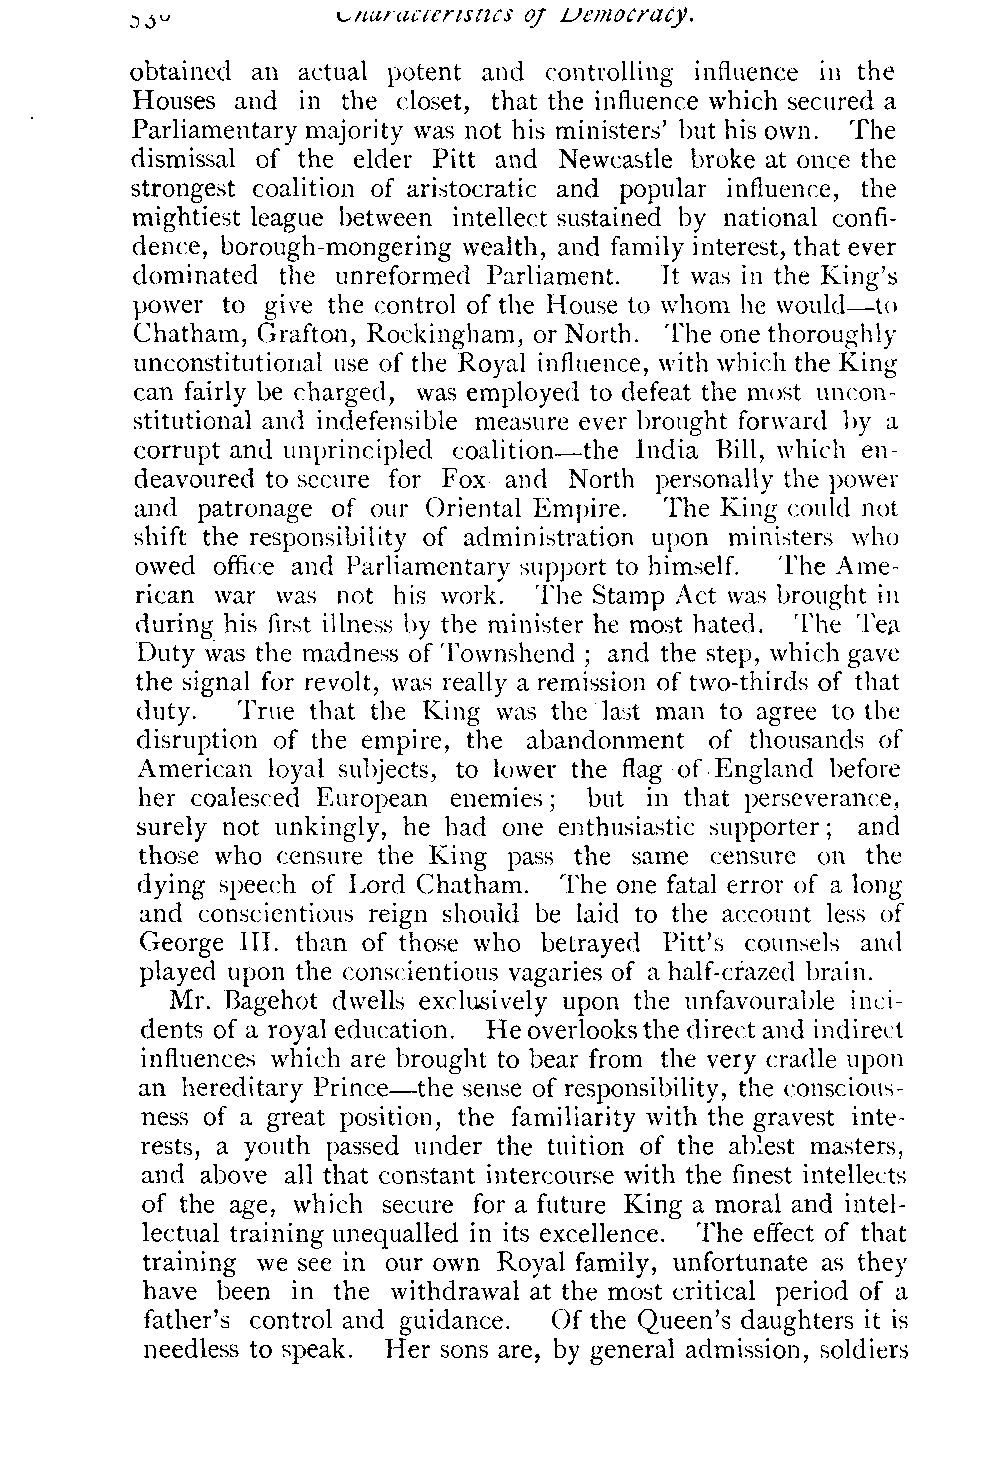 Characteristics of Democracy.
obtained an actual potent and controlling influence in the
Houses and in the closet, that the influence which secured a
Parliamentary majority was not his ministers' but his own. The
dismissal of the elder Pitt and Newcastle broke at once the
strongest coalition of aristocratic and popular influence, the
mightiest league between intellect sustained by national confi-
dence, borough-mongering wealth, and family interest, that ever
dominated the unreformed Parliament. It was in the King's
power to give the control of the House to whom he would—to
Chatham, Grafton, Rockingham, or North. The one thoroughly
unconstitutional use of the Royal influence, with which the King
can fairly be charged, was employed to defeat the most uncon-
stitutional and indefensible measure ever brought forward by a
corrupt and unprincipled coalition—the India Bill, which en-
deavoured to secure for Fox and North personally the power
and patronage of our Oriental Empire. The King could not
shift the responsibility of administration upon ministers who
owed office and Parliamentary support to himself. The Ame-
rican war was not his work. The Stamp Act was brought in
during his first illness by the minister he most hated. The Tea
Duty was the madness of Townshend ; and the step, which gave
the signal for revolt, was really a remission of two-thirds of that
duty. True that the King was the last man to agree to the
disruption of the empire, the abandonment of thousands of
American loyal subjects, to lower the flag of England before
her coalesced European enemies ; but in that perseverance,
surely not unkingly, he had one enthusiastic supporter ; and
those who censure the King pass the same censure on the
dying speech of Lord Chatham. The one fatal error of a long
and conscientious reign should be laid to the account less of
George III. than of those who betrayed Pitt's counsels and
played upon the conscientious vagaries of a half-crazed brain.
Mr. Bagehot dwells exclusively upon the unfavourable inci-
dents of a royal education. He overlooks the direct and indirect
influences which are brought to bear from the very cradle upon
an hereditary Prince—the sense of responsibility, the conscious-
ness of a great position, the familiarity with the gravest inte-
rests, a youth passed under the tuition of the ablest masters,
and above all that constant intercourse with the finest intellects
of the age, which secure for a future King a moral and intel-
lectual training unequalled in its excellence. The effect of that
training we see in our own Royal family, unfortunate as they
have been in the withdrawal at the most critical period of a
father's control and guidance. Of the Queen's daughters it is
needless to speak. Her sons are, by general admission, soldiers